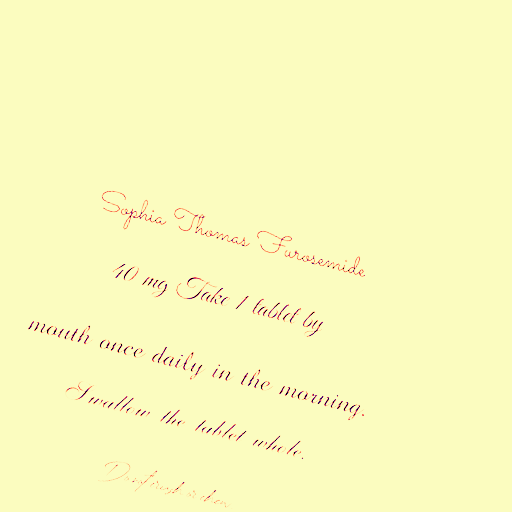 Sophia Thomas Furosemide
40 mg Take 1 tablet by
mouth once daily in the morning.
Swallow the tablet whole.